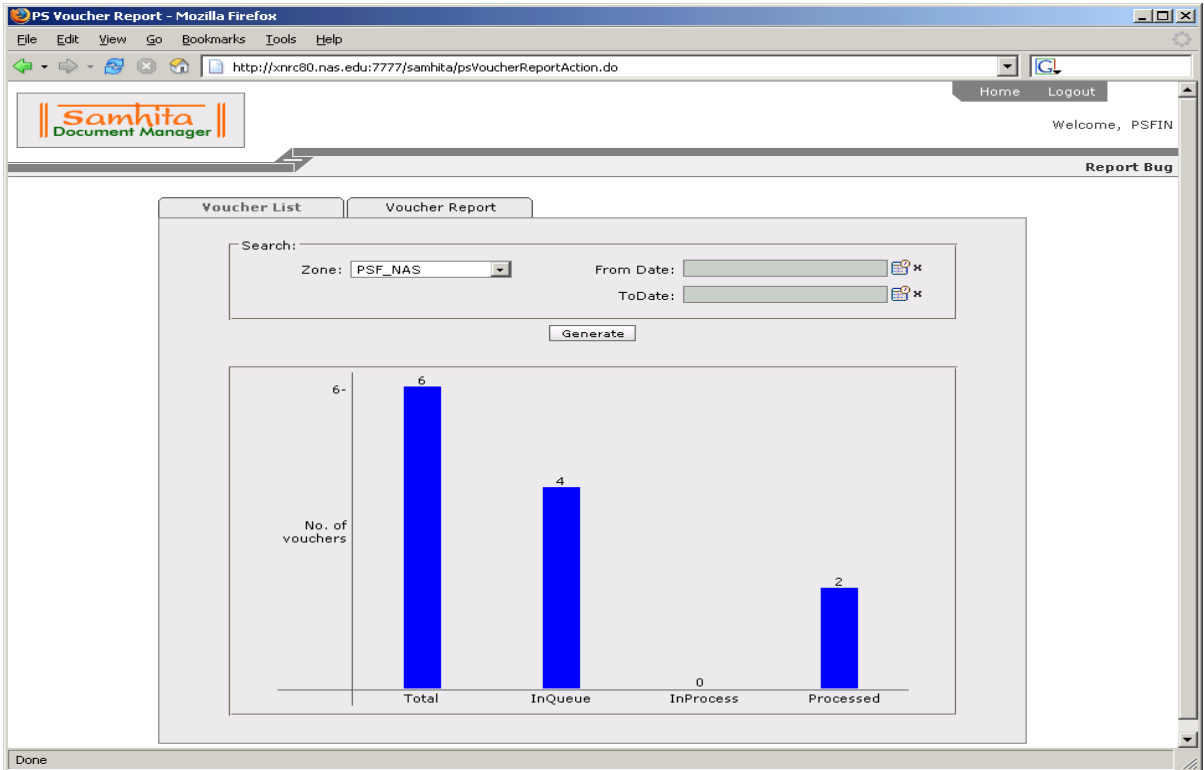 PS Voucher Report - Mozilla Firefox
File Edit View Go Bookmarks Tools Help
http://xnrc80.nas.edu:7777/samhita/psVoucherReportAction.do
G
Home Logout
Samhita
Document Manager
Welcome, PSFIN
Report Bug
Voucher List Voucher Report
Search:
Zone: PSF_NAS From Date:
ToDate:
Generate
6-
No. of
vouchers
6
4
0
2
Total InQueue InProcess Processed
Done